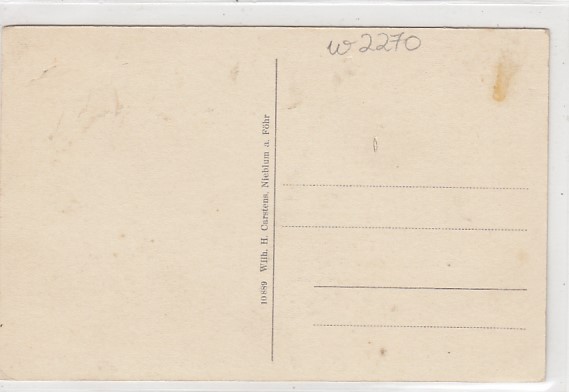 w2270
10889 Wilh. H. Carstens, Nieblum a. Föhr